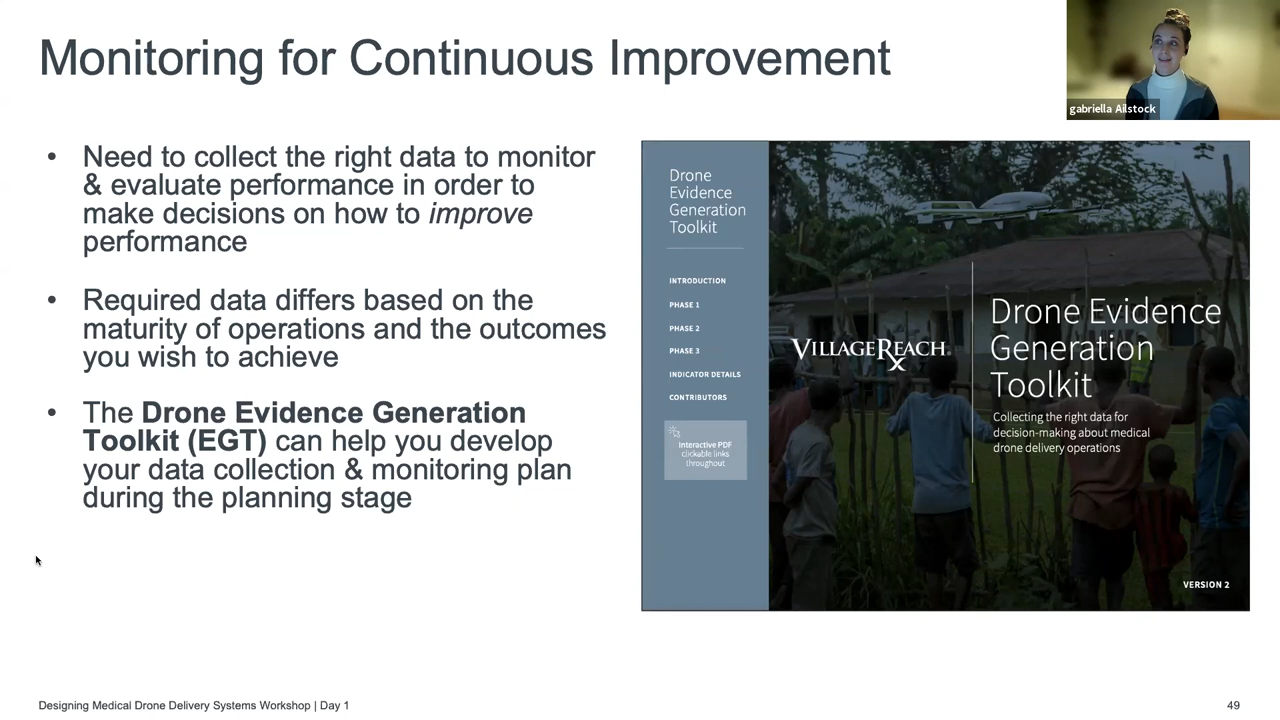 Monitoring for Continuous Improvement
gabriella Ailstock
• Need to collect the right data to monitor
& evaluate performance in order to
make decisions on how to improve
performance
• Required data differs based on the
maturity of operations and the outcomes
you wish to achieve
• The Drone Evidence Generation
Toolkit (EGT) can help you develop
your data collection & monitoring plan
during the planning stage
Drone
Evidence
Generation
Toolkit
INTRODUCTION
PHASE 1
PHASE 2
PHASE 3
INDICATOR DETAILS
CONTRIBUTORS
Interactive PDF
clickable links
throughout
VILLAGEREACH
Drone Evidence
Generation
Toolkit
Collecting the right data for
decision-making about medical
drone delivery operations
VERSION 2
Designing Medical Drone Delivery Systems Workshop | Day 1
49